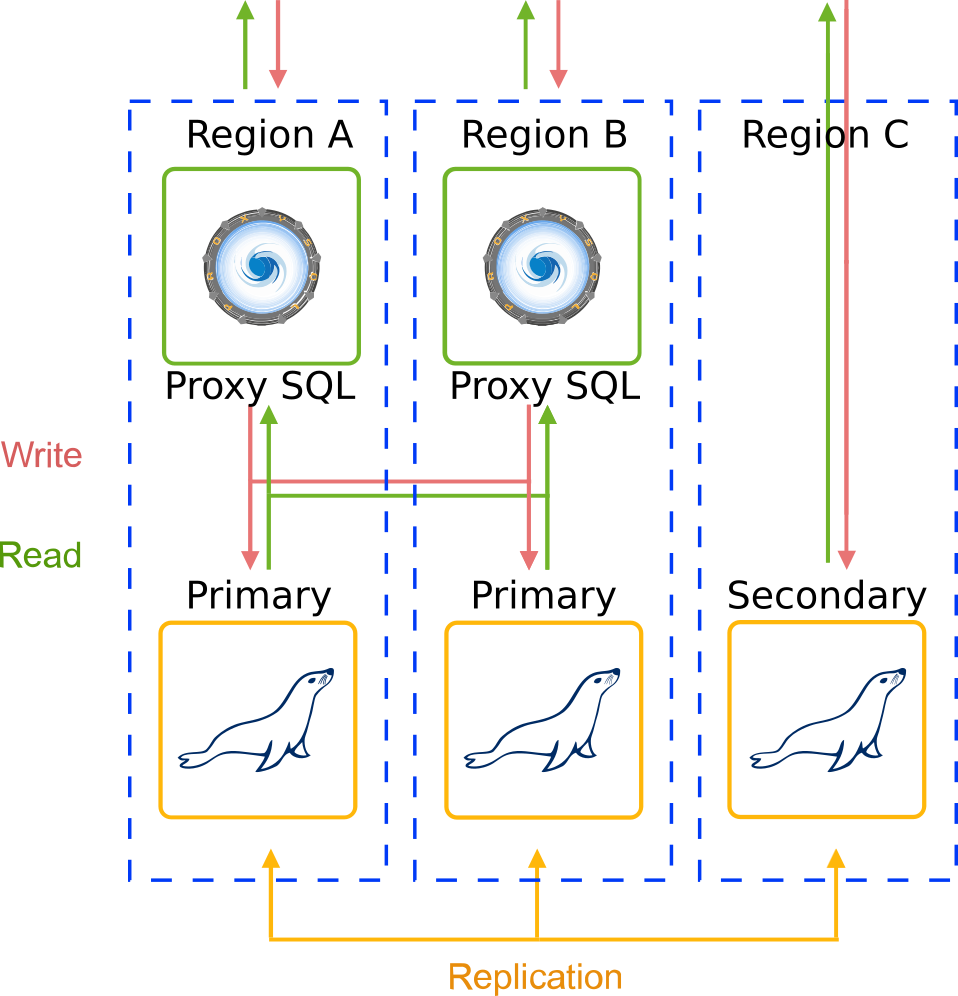 Region A
Region B
Region C
Proxy SQL
Proxy SQL
Write
Read
Primary
Primary
Secondary
Replication